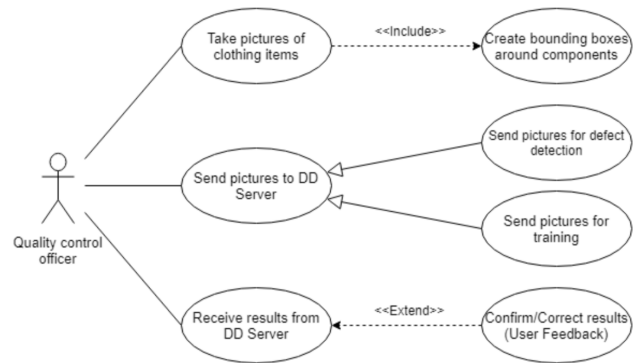 Take pictures of
clothing items
<<Include>>
Create bounding boxes
around components
Send pictures to DD
Server
Send pictures for defect
detection
Send pictures for
training
Quality control
officer
Receive results from
DD Server
<<Extend>>
Confirm/Correct results
(User Feedback)